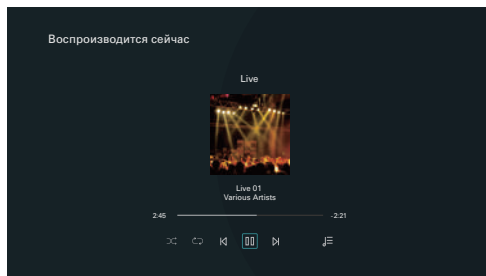 Воспроизводится сейчас
Live
Live 01
Various Artists
2:45
-2:21